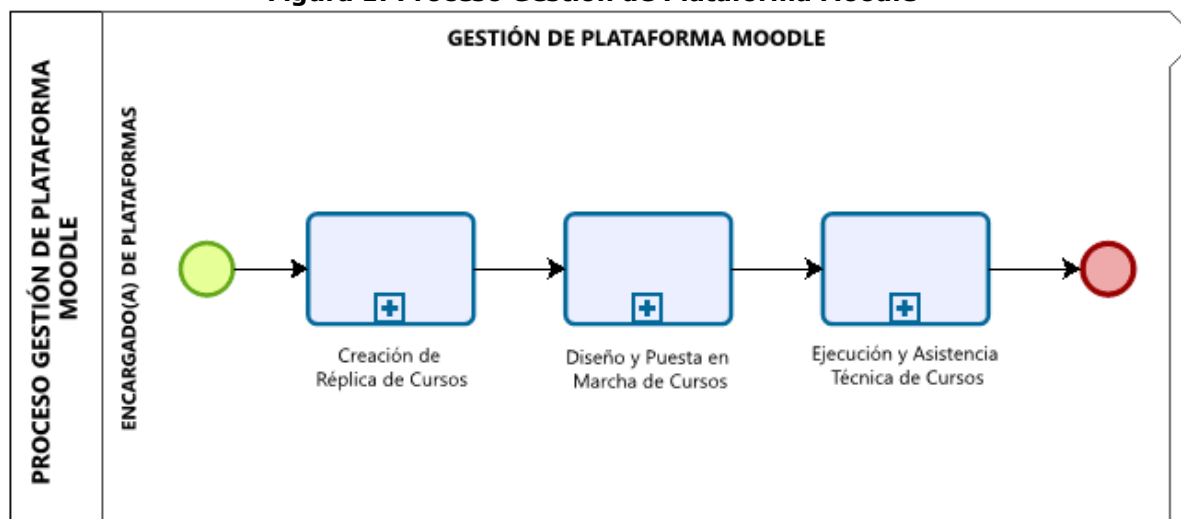 GESTIÓN DE PLATAFORMA MOODLE
PROCESO GESTIÓN DE PLATAFORMA
MOODLE
ENCARGADO(A) DE PLATAFORMAS
Creación de
Réplica de Cursos
Diseño y Puesta en
Marcha de Cursos
Ejecución y Asistencia
Técnica de Cursos